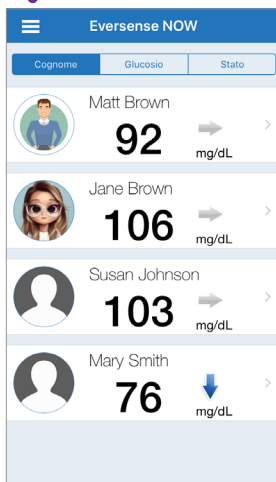 Eversense NOW
Cognome Glucosio Stato
Matt Brown
92
mg/dL
Jane Brown
106
mg/dL
Susan Johnson
103
mg/dL
Mary Smith
76
mg/dL